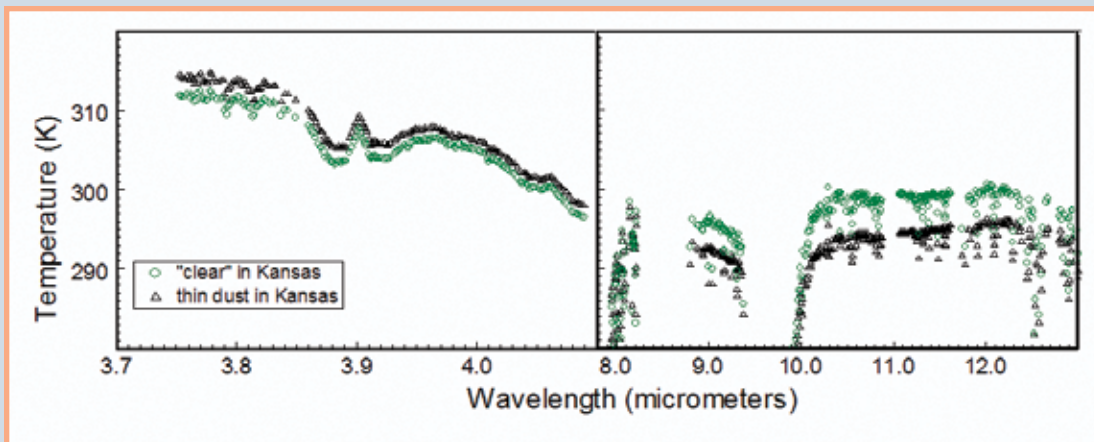 Temperature (K)
310
300
290
"clear" in Kansas
thin dust in Kansas
3.7 3.8 3.9 4.0 8.0 9.0 10.0 11.0 12.0
Wavelength (micrometers)